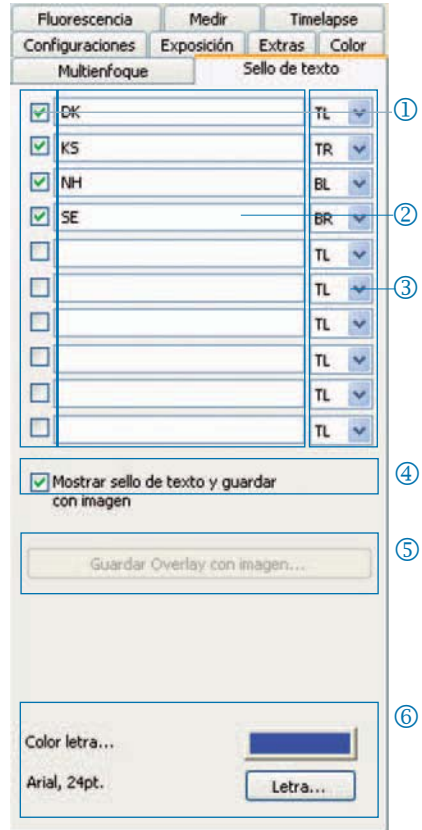 Fluorescencia Medir Timelapse
Configuraciones Exposición Extras Color
Multienfoque Sello de texto
DK TL ①
KS TR
NH BL
SE BR ②
TL
TL ③
TL
TL
TL
TL
Mostrar sello de texto y guardar ④
con imagen
Guardar Overlay con imagen... ⑤
⑥
Color letra...
Arial, 24pt. Letra...